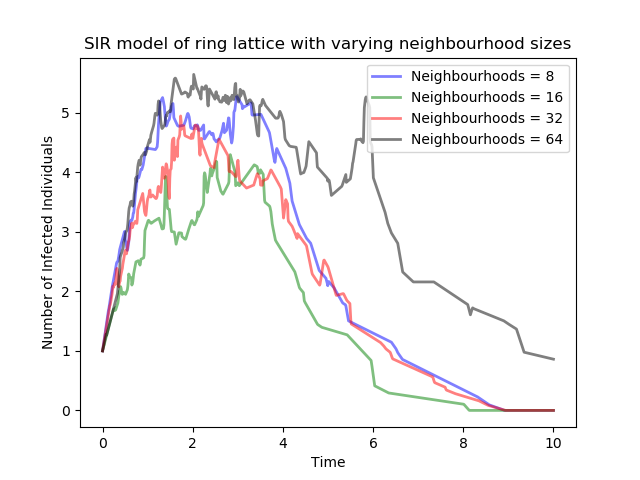 SIR model of ring lattice with varying neighbourhood sizes
Neighbourhoods = 8
Neighbourhoods = 16
Neighbourhoods = 32
Neighbourhoods = 64
Number of Infected Individuals
5
4
3
2
1
0
0 2 4 6 8 10
Time